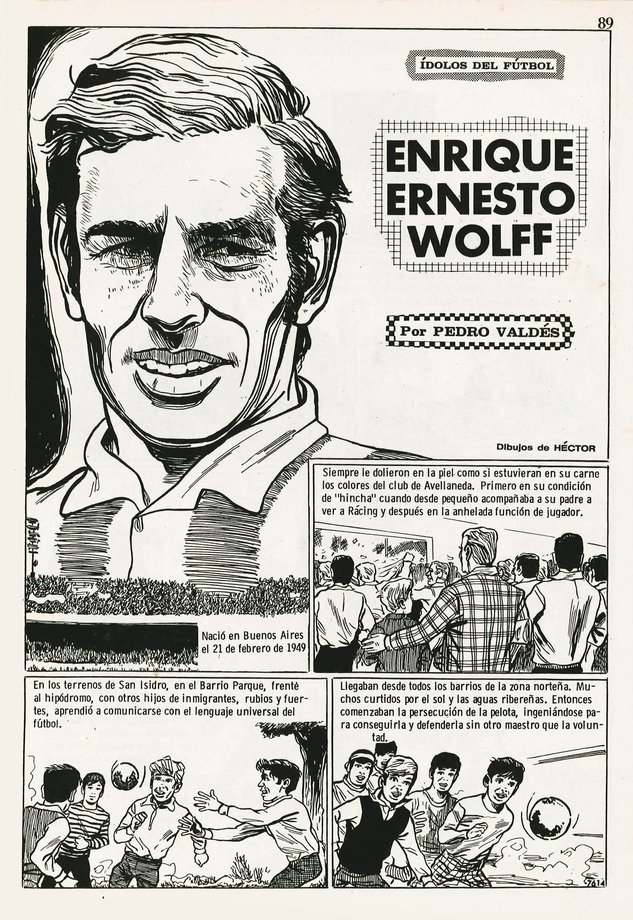 89
ÍDOLOS DEL FÚTBOL
ENRIQUE
ERNESTO
WOLFF
Por PEDRO VALDÉS
Dibujos de HÉCTOR
Siempre le dolieron en la piel como si estuvieran en su carne
los colores del club de Avellaneda. Primero en su condición
de "hincha" cuando desde pequeño acompañaba a su padre a
ver a Rácing y después en la anhelada función de jugador.
Nació en Buenos Aires
el 21 de febrero de 1949
En los terrenos de San Isidro, en el Barrio Parque, frente
al hipódromo, con otros hijos de inmigrantes, rubios y fuer-
tes, aprendió a comunicarse con el lenguaje universal del
fútbol.
Llegaban desde todos los barrios de la zona norteña. Mu-
chos curtidos por el sol y las aguas ribereñas. Entonces
comenzaban la persecución de la pelota, ingeniándose pa-
ra conseguirla y defenderla sin otro maestro que la volun-
tad.
7614